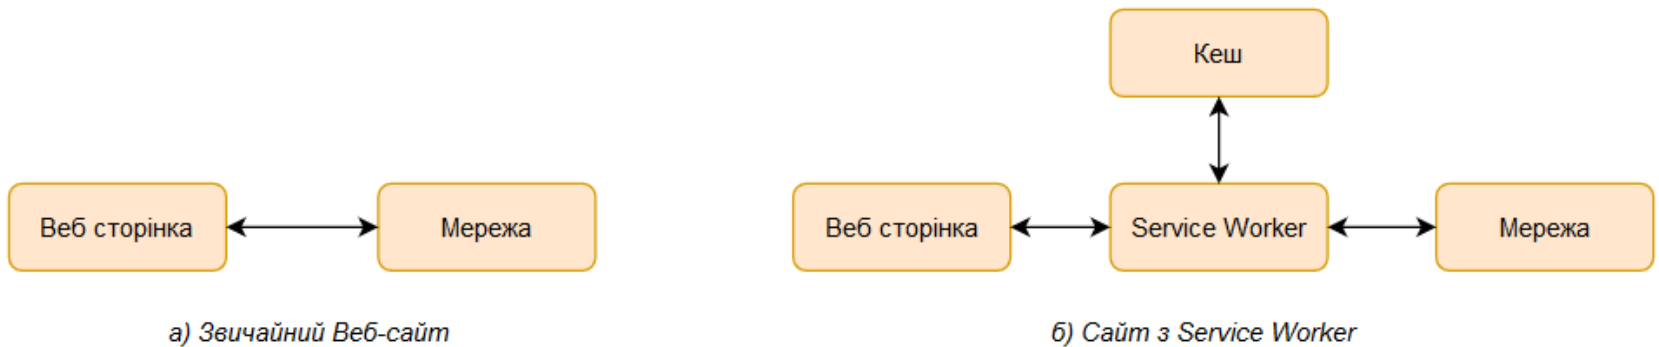 Кеш
Веб сторінка
Мережа
Веб сторінка
Service Worker
Мережа
а) Звичайний Веб-сайт
б) Сайт з Service Worker